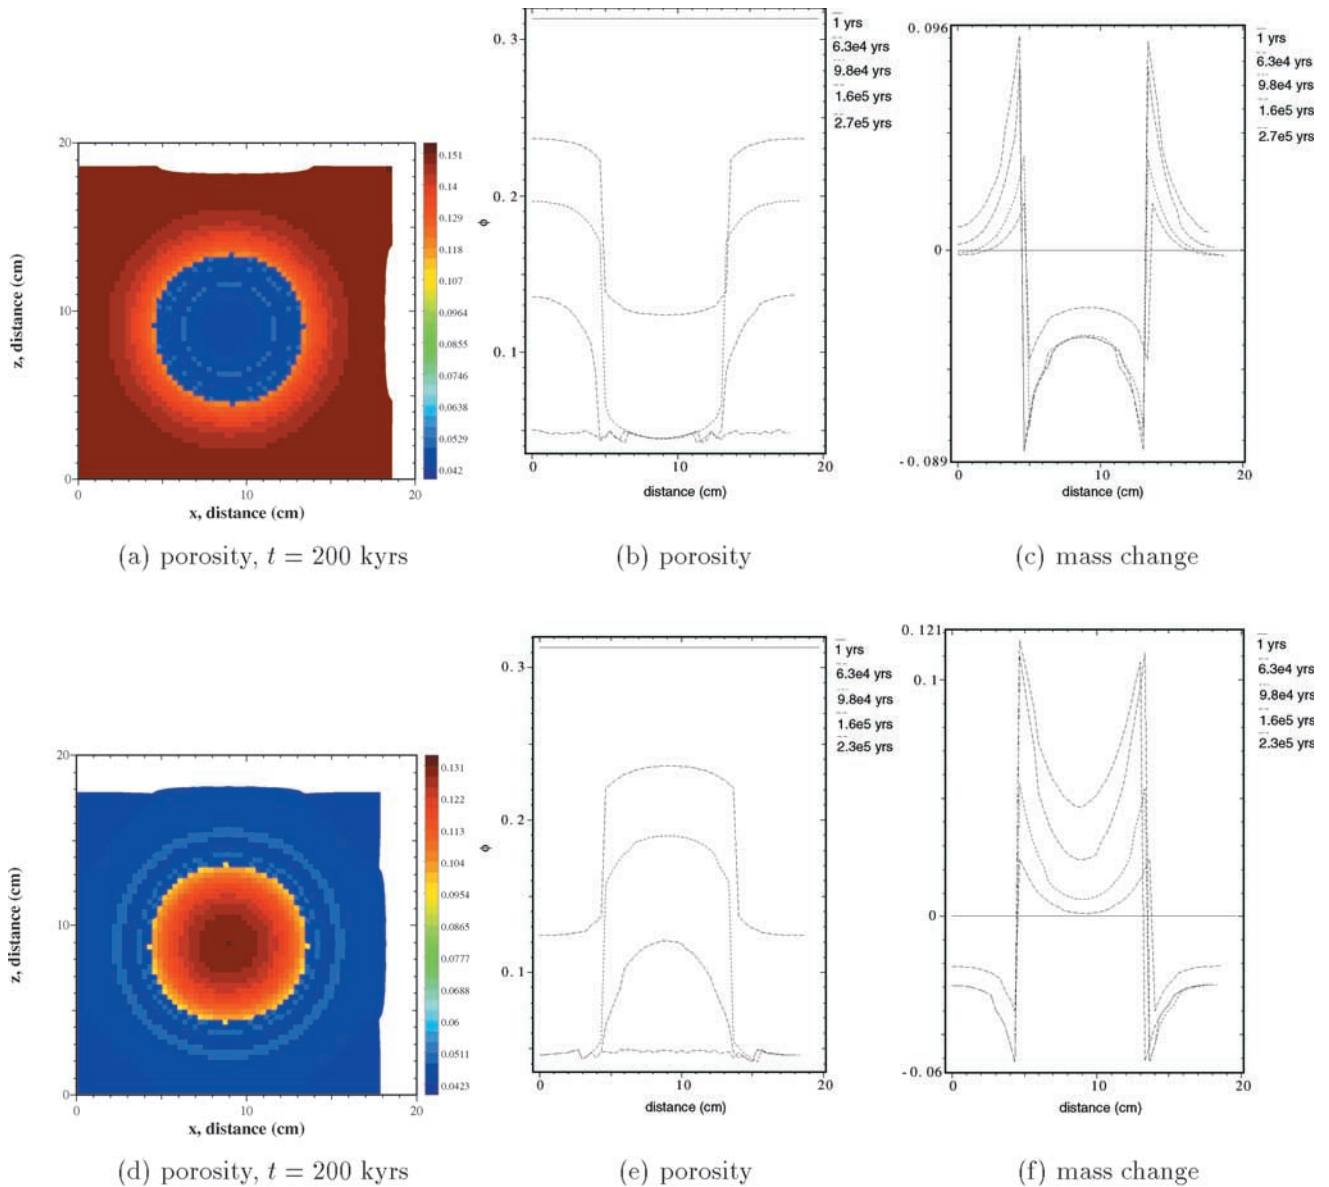 20
10
0
0
10
20
z, distance (cm)
x, distance (cm)
0.151
0.14
0.129
0.118
0.107
0.0964
0.0855
0.0746
0.0638
0.0529
0.042
(a) porosity, t = 200 kyrs
0.3
0.2
0.1
ϕ
0
10
20
distance (cm)
1 yrs
6.3e4 yrs
9.8e4 yrs
1.6e5 yrs
2.7e5 yrs
(b) porosity
0.096
0
-0.089
0
10
20
distance (cm)
1 yrs
6.3e4 yrs
9.8e4 yrs
1.6e5 yrs
2.7e5 yrs
(c) mass change
20
10
0
0
10
20
z, distance (cm)
x, distance (cm)
0.131
0.122
0.113
0.104
0.0954
0.0865
0.0777
0.0688
0.06
0.0511
0.0423
(d) porosity, t = 200 kyrs
0.3
0.2
0.1
ϕ
0
10
20
distance (cm)
1 yrs
6.3e4 yrs
9.8e4 yrs
1.6e5 yrs
2.3e5 yrs
(e) porosity
0.121
0.1
0
-0.06
0
10
20
distance (cm)
1 yrs
6.3e4 yrs
9.8e4 yrs
1.6e5 yrs
2.3e5 yrs
(f) mass change